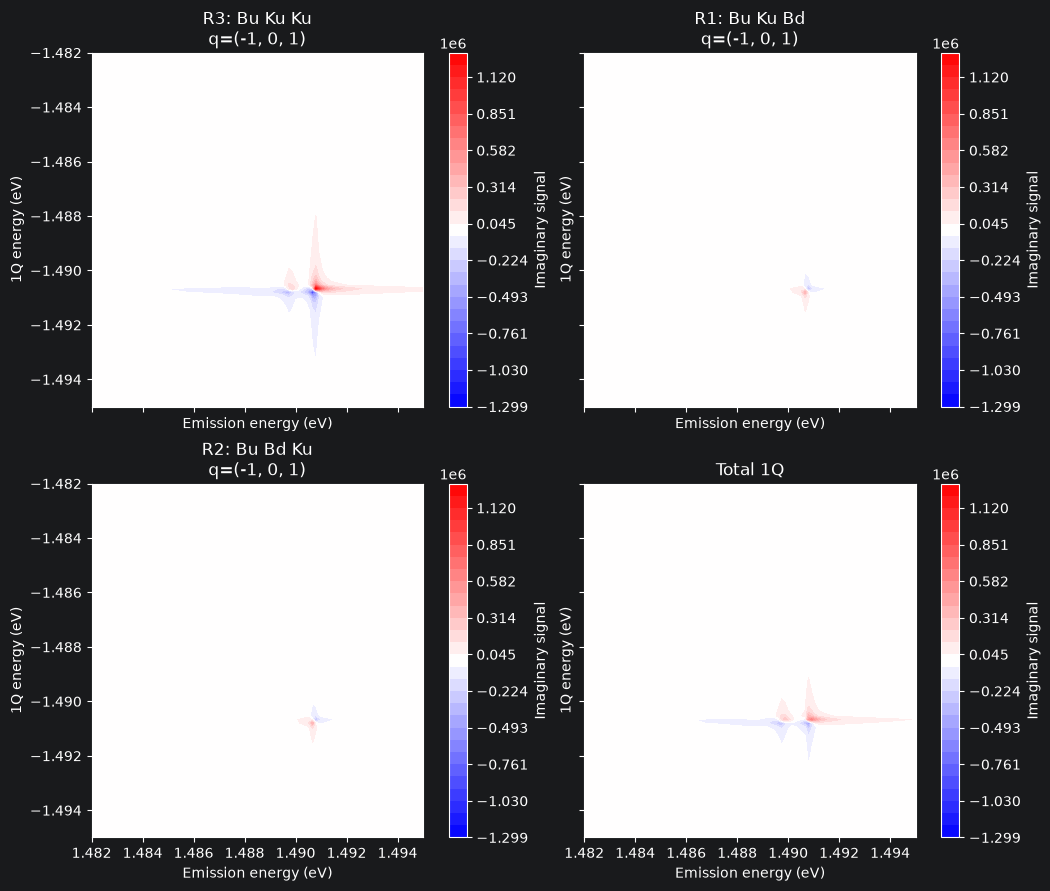 R3: Bu Ku Ku
q=(-1, 0, 1)
1e6
−1.482
−1.484
−1.486
−1.488
−1.490
−1.492
−1.494
1Q energy (eV)
Emission energy (eV)
1.120
0.851
0.582
0.314
0.045
−0.224
−0.493
−0.761
−1.030
−1.299
Imaginary signal
R1: Bu Ku Bd
q=(-1, 0, 1)
1e6
1Q energy (eV)
Emission energy (eV)
1.120
0.851
0.582
0.314
0.045
−0.224
−0.493
−0.761
−1.030
−1.299
Imaginary signal
R2: Bu Bd Ku
q=(-1, 0, 1)
1e6
−1.482
−1.484
−1.486
−1.488
−1.490
−1.492
−1.494
1Q energy (eV)
1.482 1.484 1.486 1.488 1.490 1.492 1.494
Emission energy (eV)
1.120
0.851
0.582
0.314
0.045
−0.224
−0.493
−0.761
−1.030
−1.299
Imaginary signal
Total 1Q
1e6
1Q energy (eV)
1.482 1.484 1.486 1.488 1.490 1.492 1.494
Emission energy (eV)
1.120
0.851
0.582
0.314
0.045
−0.224
−0.493
−0.761
−1.030
−1.299
Imaginary signal